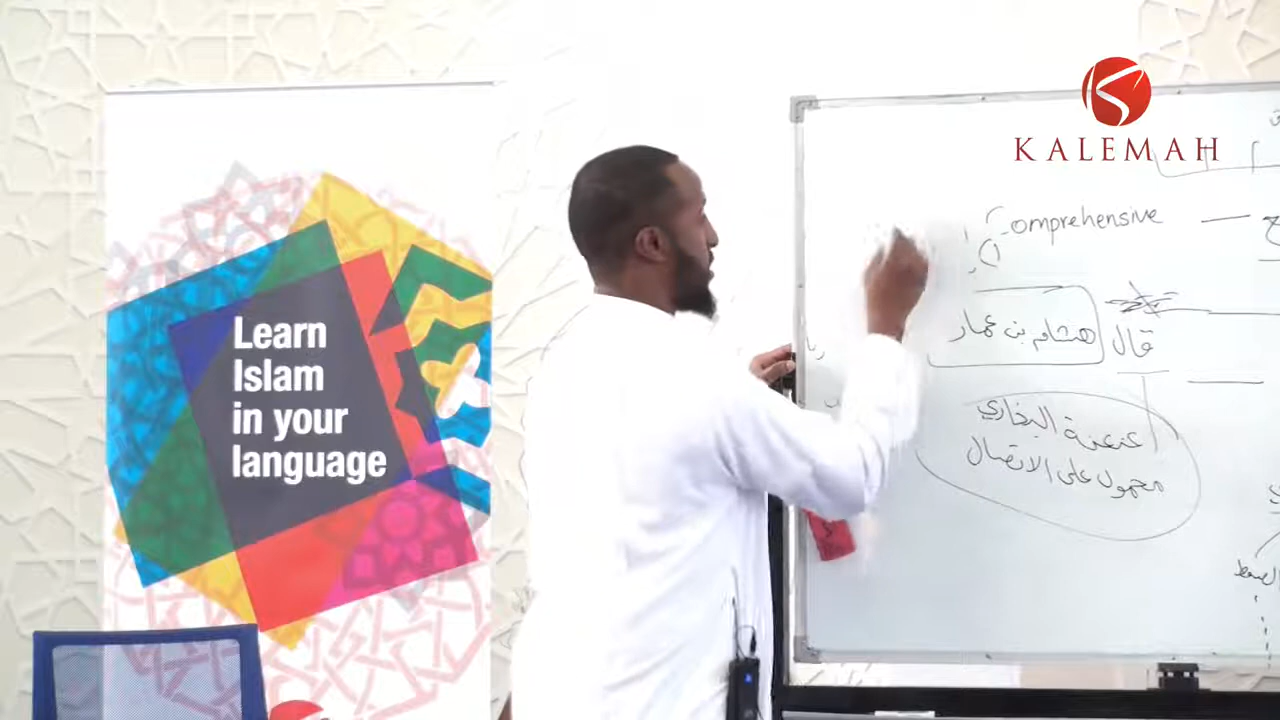 KALEMAH
Learn
Islam
in your
language
Comprehensive
قال هشام بن عمار
عنعنة البخاري
محمول على الاتصال